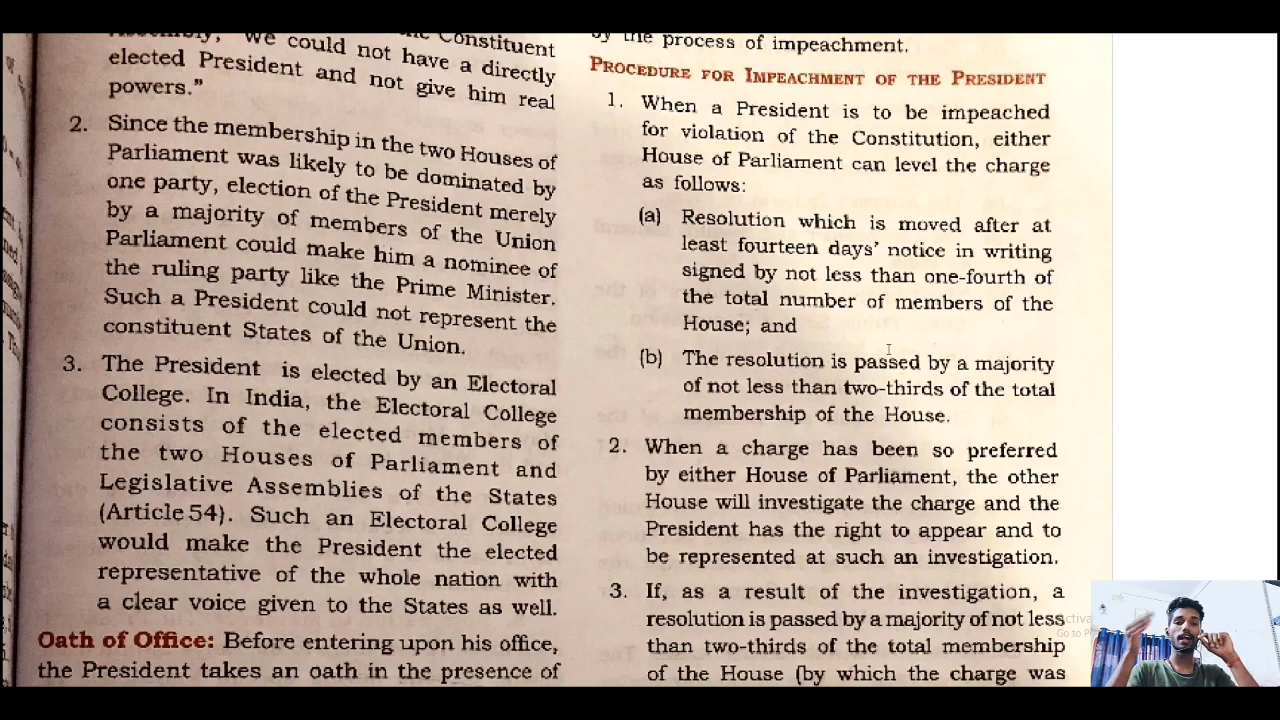 Assembly, "We could not have a directly
elected President and not give him real
powers."
2. Since the membership in the two Houses of
Parliament was likely to be dominated by
one party, election of the President merely
by a majority of members of the Union
Parliament could make him a nominee of
the ruling party like the Prime Minister.
Such a President could not represent the
constituent States of the Union.
3. The President is elected by an Electoral
College. In India, the Electoral College
consists of the elected members of
the two Houses of Parliament and
Legislative Assemblies of the States
(Article 54). Such an Electoral College
would make the President the elected
representative of the whole nation with
a clear voice given to the States as well.
Oath of Office: Before entering upon his office,
the President takes an oath in the presence of
by the process of impeachment.
PROCEDURE FOR IMPEACHMENT OF THE PRESIDENT
1. When a President is to be impeached
for violation of the Constitution, either
House of Parliament can level the charge
as follows:
(a) Resolution which is moved after at
least fourteen days' notice in writing
signed by not less than one-fourth of
the total number of members of the
House; and
(b) The resolution is passed by a majority
of not less than two-thirds of the total
membership of the House.
2. When a charge has been so preferred
by either House of Parliament, the other
House will investigate the charge and the
President has the right to appear and to
be represented at such an investigation.
3. If, as a result of the investigation, a
resolution is passed by a majority of not less
than two-thirds of the total membership
of the House (by which the charge was